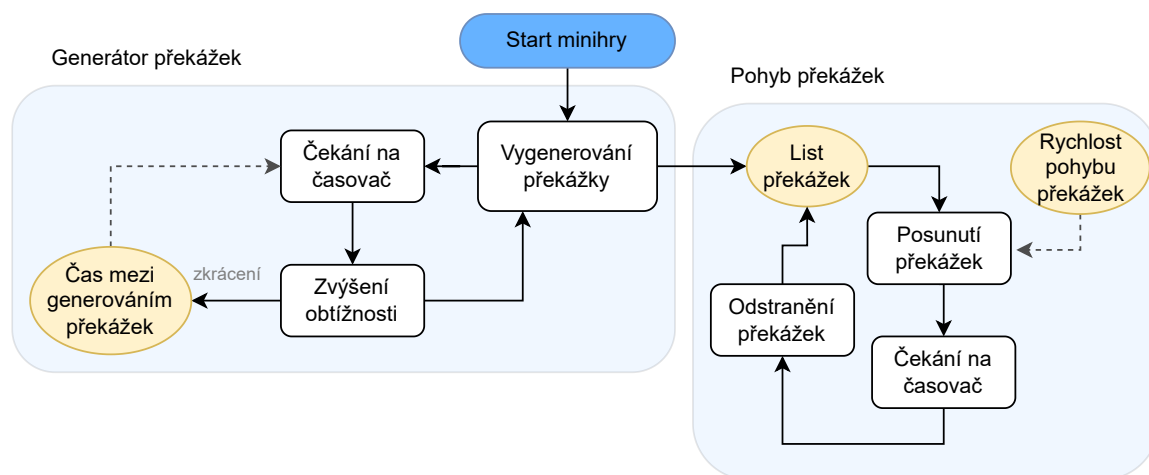 Start minihry
Generátor překážek
Pohyb překážek
Čekání na
časovač
Vygenerování
překážky
List
překážek
Rychlost
pohybu
překážek
Posunutí
překážek
Čas mezi
generováním
překážek
zkrácení
Zvýšení
obtížnosti
Odstranění
překážek
Čekání na
časovač